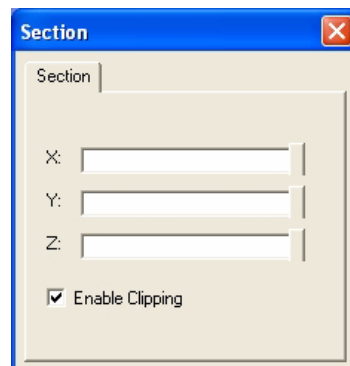 Section
Section
X:
Y:
Z:
Enable Clipping